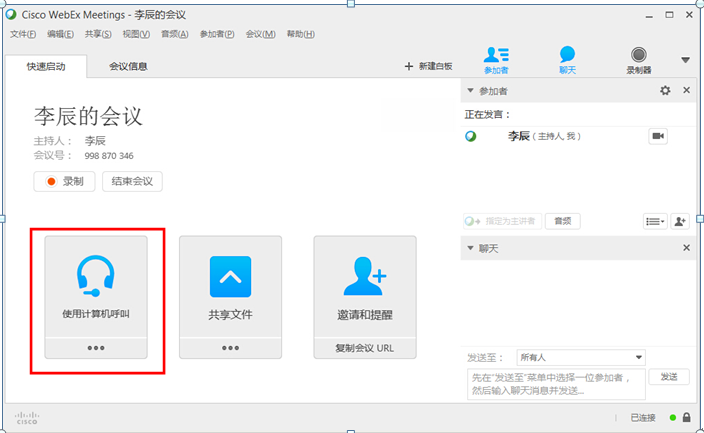 Cisco WebEx Meetings - 李辰的会议
文件(F) 编辑(E) 共享(S) 视图(V) 音频(A) 参加者(P) 会议(M) 帮助(H)
快速启动 会议信息 + 新建白板 参加者 聊天 录制器
李辰的会议
主持人： 李辰
会议号： 998 870 346
录制 结束会议
使用计算机呼叫
共享文件
邀请和提醒
复制会议 URL
参加者
正在发言：
李辰 (主持人, 我)
指定为主讲者 音频
聊天
发送至： 所有人
先在"发送至"菜单中选择一位参加者，
然后输入聊天消息并发送...
发送
CISCO
已连接